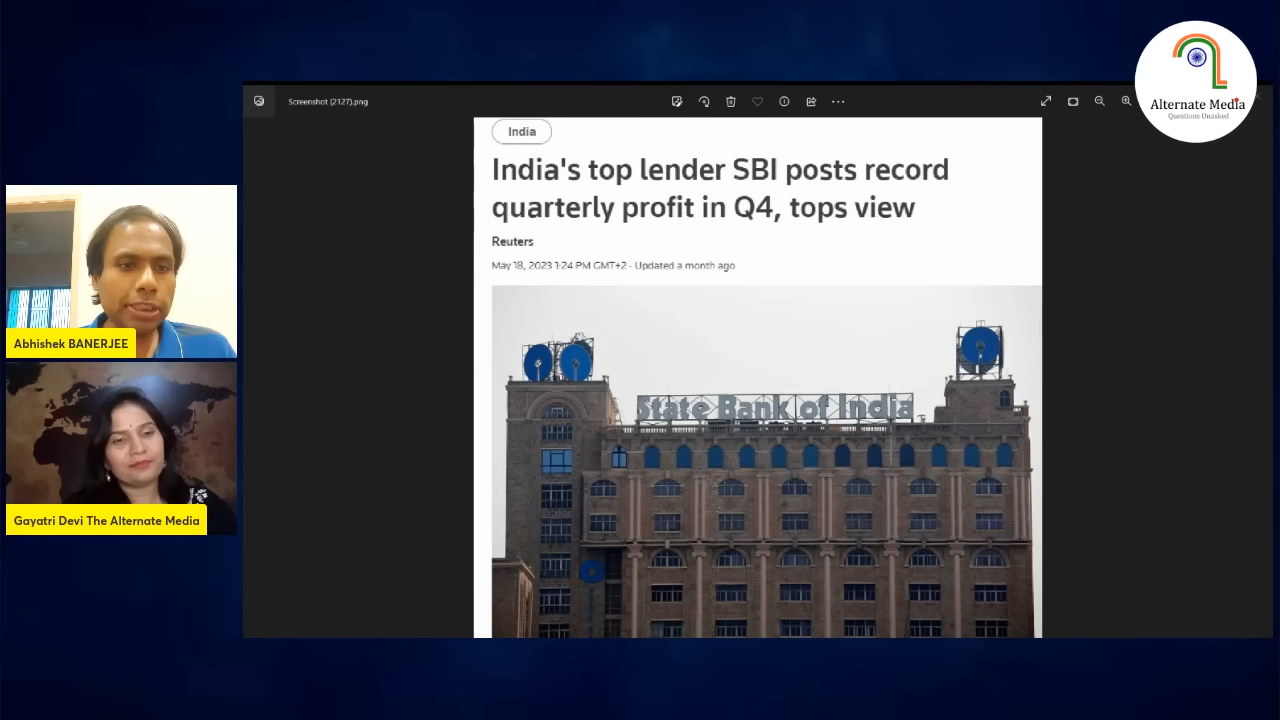 Alternate Media
Questions Unasked
Screenshot (2127).png
India
India's top lender SBI posts record
quarterly profit in Q4, tops view
Reuters
May 18, 2023 1:24 PM GMT+2 · Updated a month ago
State Bank of India
Abhishek BANERJEE
Gayatri Devi The Alternate Media